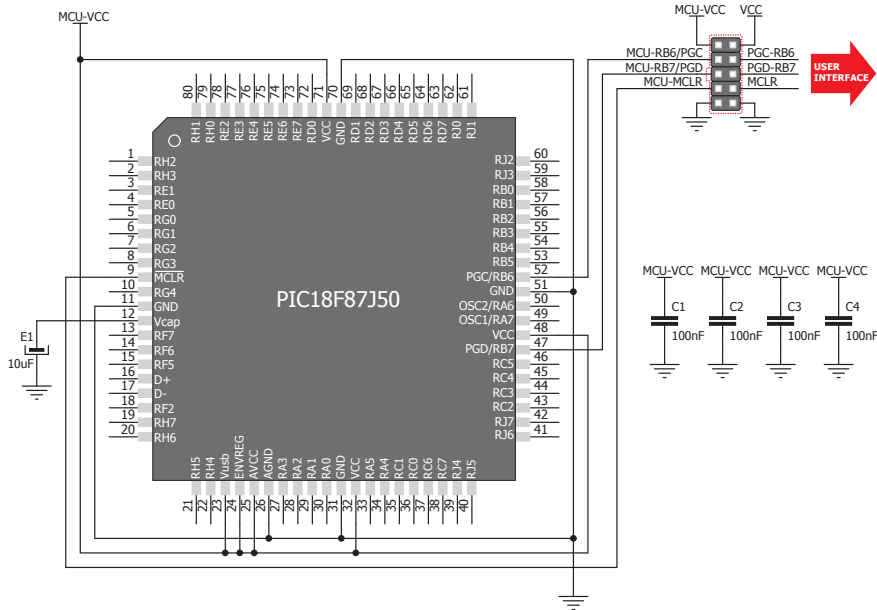 MCU-VCC
MCU-VCC
VCC
MCU-RB6/PGC
PGC-RB6
MCU-RB7/PGD
PGD-RB7
MCU-MCLR
MCLR
USER
INTERFACE
80 79 78 77 76 75 74 73 72 71 70 69 68 67 66 65 64 63 62 61
RH1 RH0 RE2 RE3 RE4 RE5 RE6 RE7 RD0 VCC GND RD1 RD2 RD3 RD4 RD5 RD6 RD7 RJ0 RJ1
1 RH2
2 RH3
3 RE1
4 RE0
5 RG0
6 RG1
7 RG2
8 RG3
9 MCLR
10 RG4
11 GND
12 Vcap
13 RF7
14 RF6
15 RF5
16 D+
17 D-
18 RF2
19 RH7
20 RH6
PIC18F87J50
RJ2 60
RJ3 59
RB0 58
RB1 57
RB2 56
RB3 55
RB4 54
RB5 53
PGC/RB6 52
GND 51
OSC2/RA6 50
OSC1/RA7 49
VCC 48
PGD/RB7 47
RC5 46
RC4 45
RC3 44
RC2 43
RJ7 42
RJ6 41
RH5 RH4 Vusb ENVREG AVCC AGND RA3 RA2 RA1 RA0 GND VCC RA5 RA4 RC1 RC0 RC6 RC7 RJ4 RJ5
21 22 23 24 25 26 27 28 29 30 31 32 33 34 35 36 37 38 39 40
E1
10uF
MCU-VCC
C1
100nF
MCU-VCC
C2
100nF
MCU-VCC
C3
100nF
MCU-VCC
C4
100nF